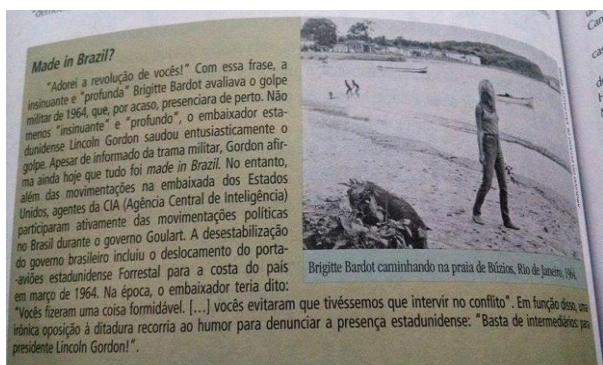 Made in Brazil?
"Adorei a revolução de vocês!" Com essa frase, a
insinuante e "profunda" Brigitte Bardot avaliava o golpe
militar de 1964, que, por acaso, presenciara de perto. Não
menos "insinuante" e "profundo", o embaixador esta-
dunidense Lincoln Gordon saudou entusiasticamente o
golpe. Apesar de informado da trama militar, Gordon afir-
ma ainda hoje que tudo foi made in Brazil. No entanto,
além das movimentações na embaixada dos Estados
Unidos, agentes da CIA (Agência Central de Inteligência)
participaram ativamente das movimentações políticas
no Brasil durante o governo Goulart. A desestabilização
do governo brasileiro incluiu o deslocamento do porta-
-aviões estadunidense Forrestal para a costa do país
em março de 1964. Na época, o embaixador teria dito:
"Vocês fizeram uma coisa formidável. [...] vocês evitaram que tivéssemos que intervir no conflito". Em função disso, uma
irônica oposição à ditadura recorria ao humor para denunciar a presença estadunidense: "Basta de intermediários: para
presidente Lincoln Gordon!".
Brigitte Bardot caminhando na praia de Búzios, Rio de Janeiro, 1964.